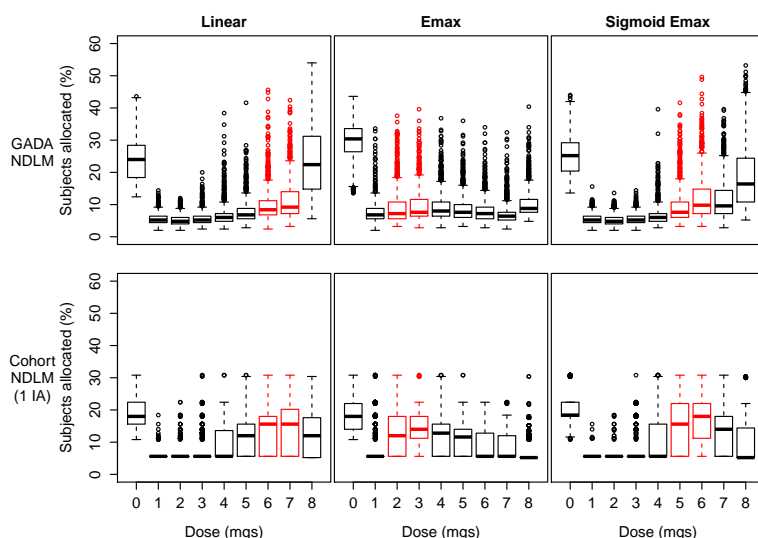 Linear Emax Sigmoid Emax
GADA
NDLM
Subjects allocated (%)
60
50
40
30
20
10
0
Cohort
NDLM
(1 IA)
Subjects allocated (%)
60
50
40
30
20
10
0
0 1 2 3 4 5 6 7 8 0 1 2 3 4 5 6 7 8 0 1 2 3 4 5 6 7 8
Dose (mgs) Dose (mgs) Dose (mgs)